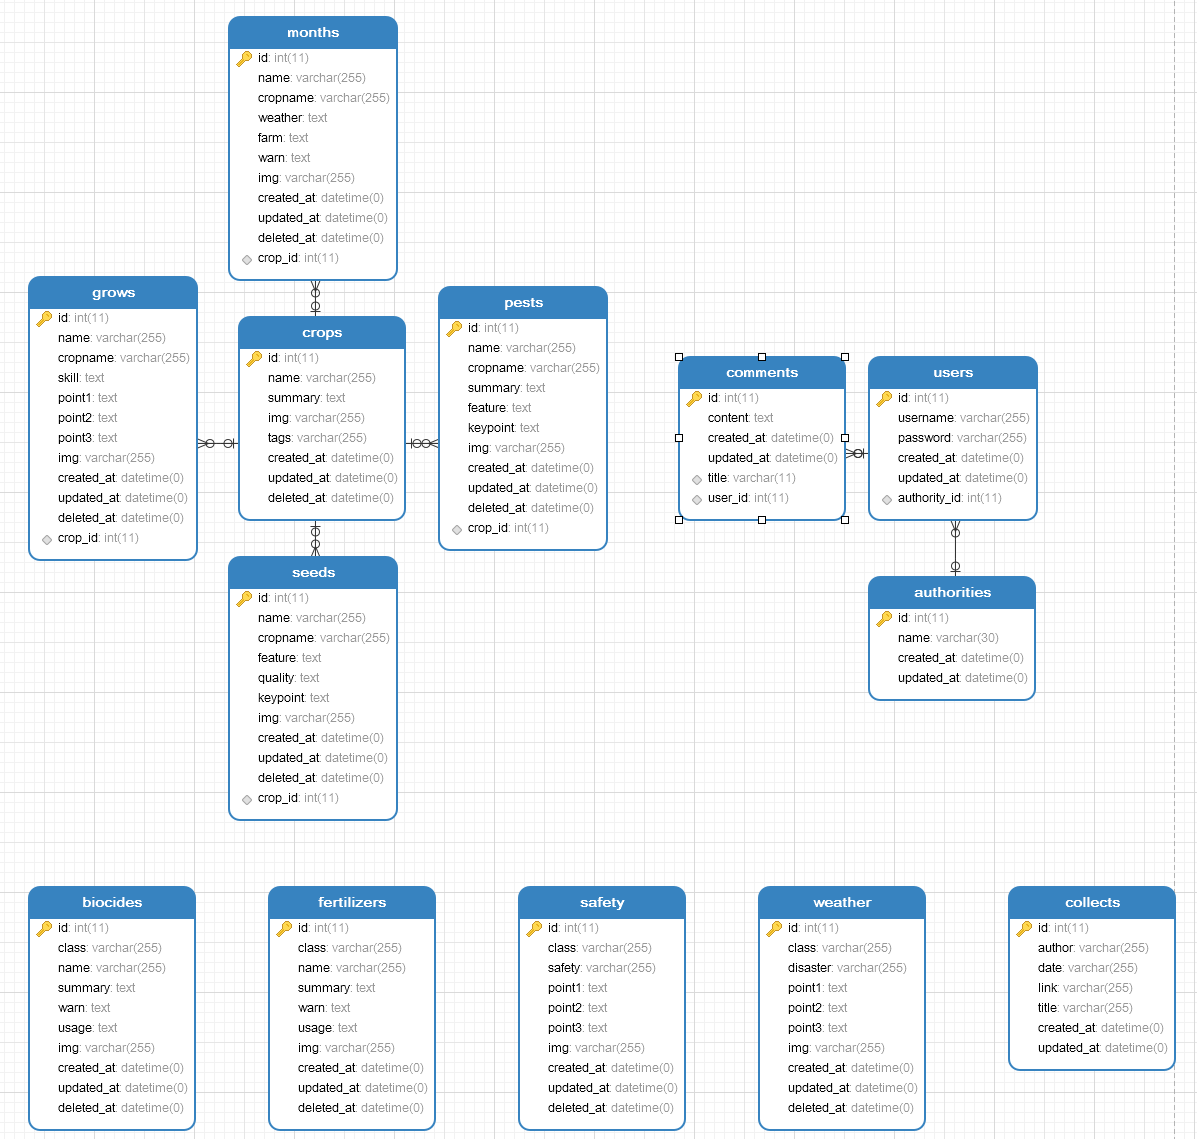 months
id: int(11)
name: varchar(255)
cropname: varchar(255)
weather: text
farm: text
warn: text
img: varchar(255)
created_at: datetime(0)
updated_at: datetime(0)
deleted_at: datetime(0)
crop_id: int(11)
grows
id: int(11)
name: varchar(255)
cropname: varchar(255)
skill: text
point1: text
point2: text
point3: text
img: varchar(255)
created_at: datetime(0)
updated_at: datetime(0)
deleted_at: datetime(0)
crop_id: int(11)
crops
id: int(11)
name: varchar(255)
summary: text
img: varchar(255)
tags: varchar(255)
created_at: datetime(0)
updated_at: datetime(0)
deleted_at: datetime(0)
pests
id: int(11)
name: varchar(255)
cropname: varchar(255)
summary: text
feature: text
keypoint: text
img: varchar(255)
created_at: datetime(0)
updated_at: datetime(0)
deleted_at: datetime(0)
crop_id: int(11)
comments
id: int(11)
content: text
created_at: datetime(0)
updated_at: datetime(0)
title: varchar(11)
user_id: int(11)
users
id: int(11)
username: varchar(255)
password: varchar(255)
created_at: datetime(0)
updated_at: datetime(0)
authority_id: int(11)
seeds
id: int(11)
name: varchar(255)
cropname: varchar(255)
feature: text
quality: text
keypoint: text
img: varchar(255)
created_at: datetime(0)
updated_at: datetime(0)
deleted_at: datetime(0)
crop_id: int(11)
authorities
id: int(11)
name: varchar(30)
created_at: datetime(0)
updated_at: datetime(0)
biocides
id: int(11)
class: varchar(255)
name: varchar(255)
summary: text
warn: text
usage: text
img: varchar(255)
created_at: datetime(0)
updated_at: datetime(0)
deleted_at: datetime(0)
fertilizers
id: int(11)
class: varchar(255)
name: varchar(255)
summary: text
warn: text
usage: text
img: varchar(255)
created_at: datetime(0)
updated_at: datetime(0)
deleted_at: datetime(0)
safety
id: int(11)
class: varchar(255)
safety: varchar(255)
point1: text
point2: text
point3: text
img: varchar(255)
created_at: datetime(0)
updated_at: datetime(0)
deleted_at: datetime(0)
weather
id: int(11)
class: varchar(255)
disaster: varchar(255)
point1: text
point2: text
point3: text
img: varchar(255)
created_at: datetime(0)
updated_at: datetime(0)
deleted_at: datetime(0)
collects
id: int(11)
author: varchar(255)
date: varchar(255)
link: varchar(255)
title: varchar(255)
created_at: datetime(0)
updated_at: datetime(0)